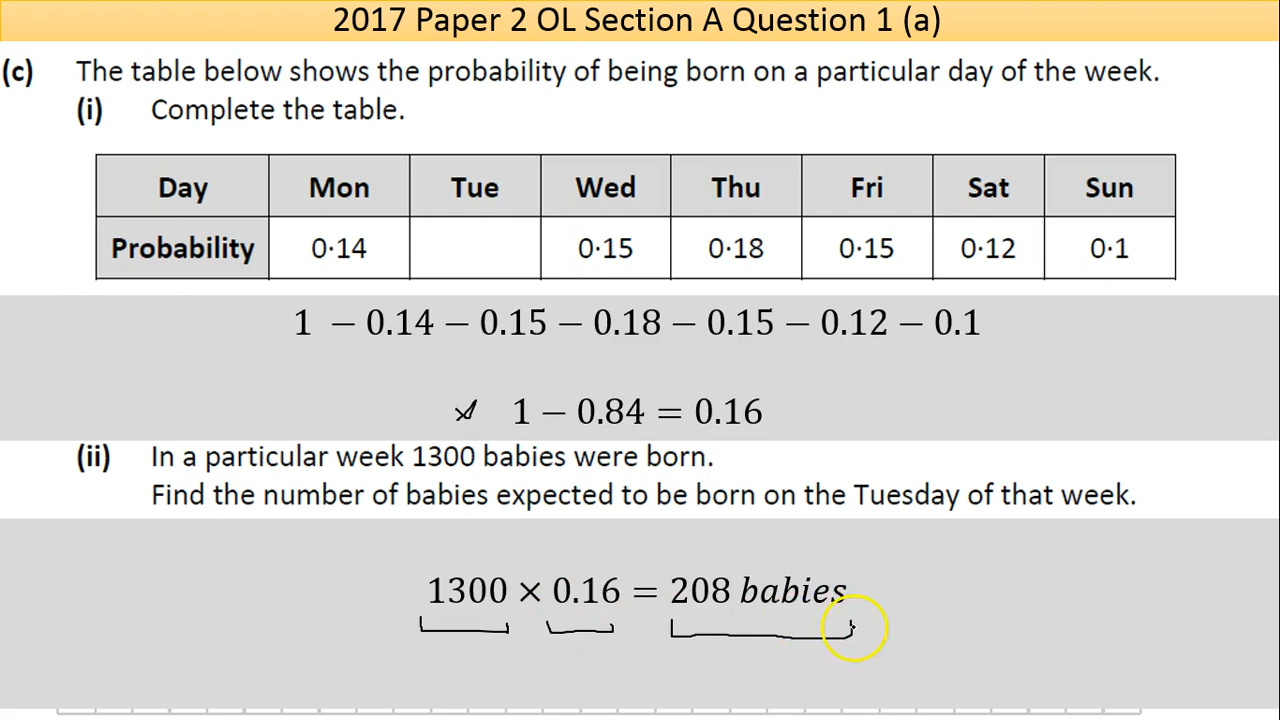 2017 Paper 2 OL Section A Question 1 (a)
(c) The table below shows the probability of being born on a particular day of the week.
(i) Complete the table.
Day Mon Tue Wed Thu Fri Sat Sun
Probability 0·14 0·15 0·18 0·15 0·12 0·1
1 − 0.14 − 0.15 − 0.18 − 0.15 − 0.12 − 0.1
1 − 0.84 = 0.16
(ii) In a particular week 1300 babies were born.
Find the number of babies expected to be born on the Tuesday of that week.
1300 × 0.16 = 208 babies